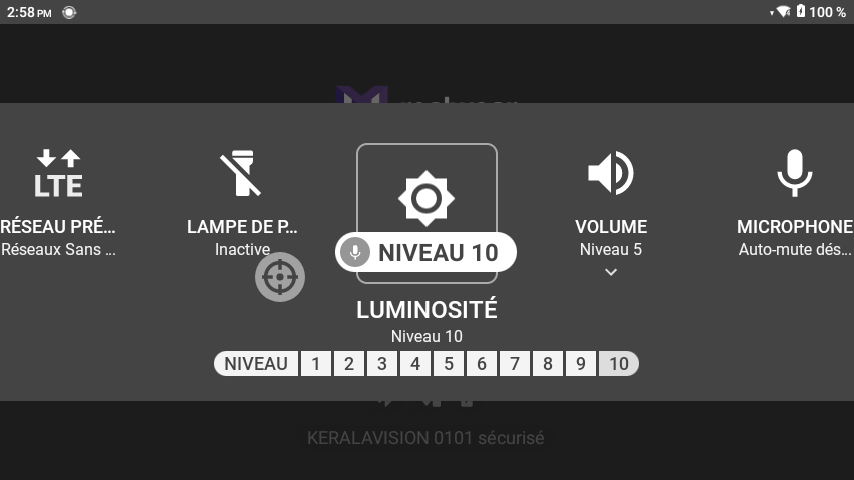 2:58 PM
100 %
LTE
RÉSEAU PRÉ...
Réseaux Sans ...
LAMPE DE P...
Inactive
NIVEAU 10
VOLUME
Niveau 5
MICROPHONE
Auto-mute dés...
LUMINOSITÉ
Niveau 10
NIVEAU 1 2 3 4 5 6 7 8 9 10
KERALAVISION 0101 sécurisé